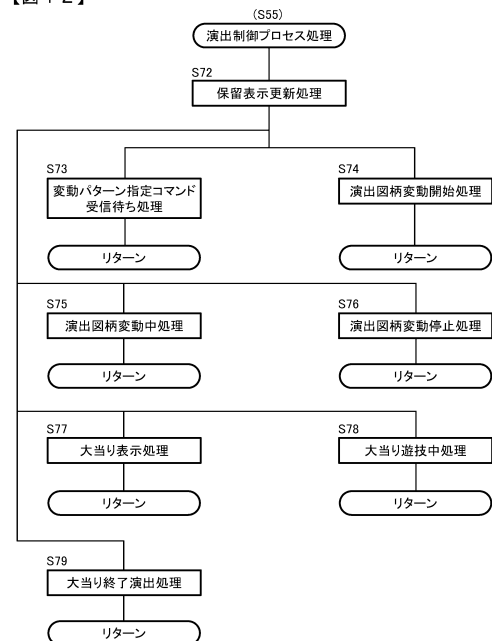 【図12】
(S55)
演出制御プロセス処理
S72
保留表示更新処理
S73
変動パターン指定コマンド
受信待ち処理
リターン
S74
演出図柄変動開始処理
リターン
S75
演出図柄変動中処理
リターン
S76
演出図柄変動停止処理
リターン
S77
大当り表示処理
リターン
S78
大当り遊技中処理
リターン
S79
大当り終了演出処理
リターン